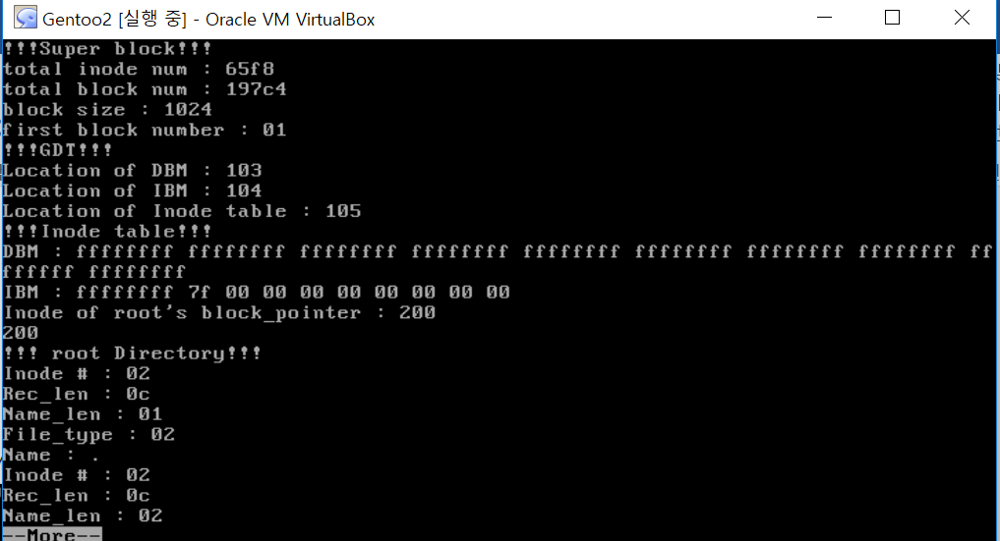 Gentoo2 [실행 중] - Oracle VM VirtualBox
!!!Super block!!!
total inode num : 65f8
total block num : 197c4
block size : 1024
first block number : 01
!!!GDT!!!
Location of DBM : 103
Location of IBM : 104
Location of Inode table : 105
!!!Inode table!!!
DBM : ffffffff ffffffff ffffffff ffffffff ffffffff ffffffff ffffffff ffffffff ff
ffffff ffffffff
IBM : ffffffff 7f 00 00 00 00 00 00 00 00
Inode of root's block_pointer : 200
200
!!! root Directory!!!
Inode # : 02
Rec_len : 0c
Name_len : 01
File_type : 02
Name : .
Inode # : 02
Rec_len : 0c
Name_len : 02
--More--